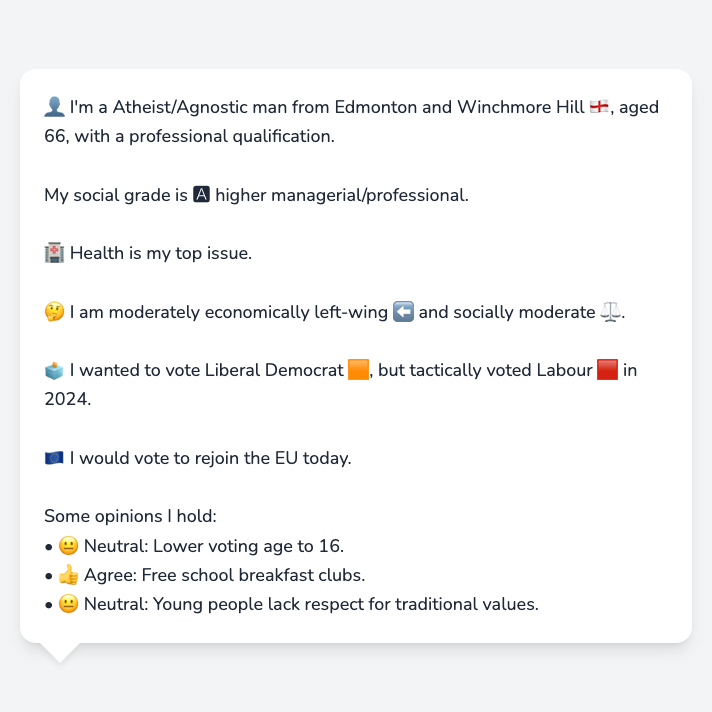 👤 I'm a Atheist/Agnostic man from Edmonton and Winchmore Hill 🏴󠁧󠁢󠁥󠁮󠁧󠁿, aged
66, with a professional qualification.
My social grade is 🅰 higher managerial/professional.
🏥 Health is my top issue.
🤔 I am moderately economically left-wing ⬅️ and socially moderate ⚖️.
🗳️ I wanted to vote Liberal Democrat 🟧, but tactically voted Labour 🟥 in
2024.
🇪🇺 I would vote to rejoin the EU today.
Some opinions I hold:
• 😐 Neutral: Lower voting age to 16.
• 👍 Agree: Free school breakfast clubs.
• 😐 Neutral: Young people lack respect for traditional values.